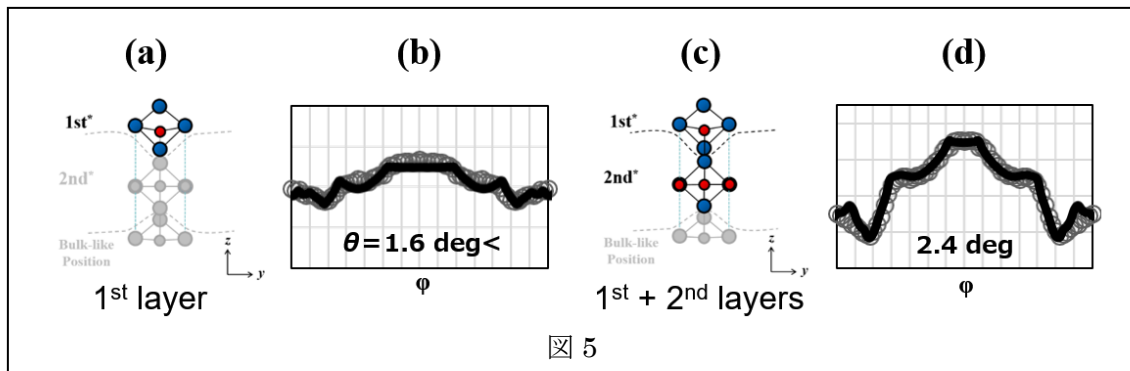 (a)
1st*
2nd*
Bulk-like
Position
z
y
1st layer
(b)
θ=1.6 deg<
φ
(c)
1st*
2nd*
Bulk-like
Position
z
y
1st + 2nd layers
(d)
2.4 deg
φ
図 5